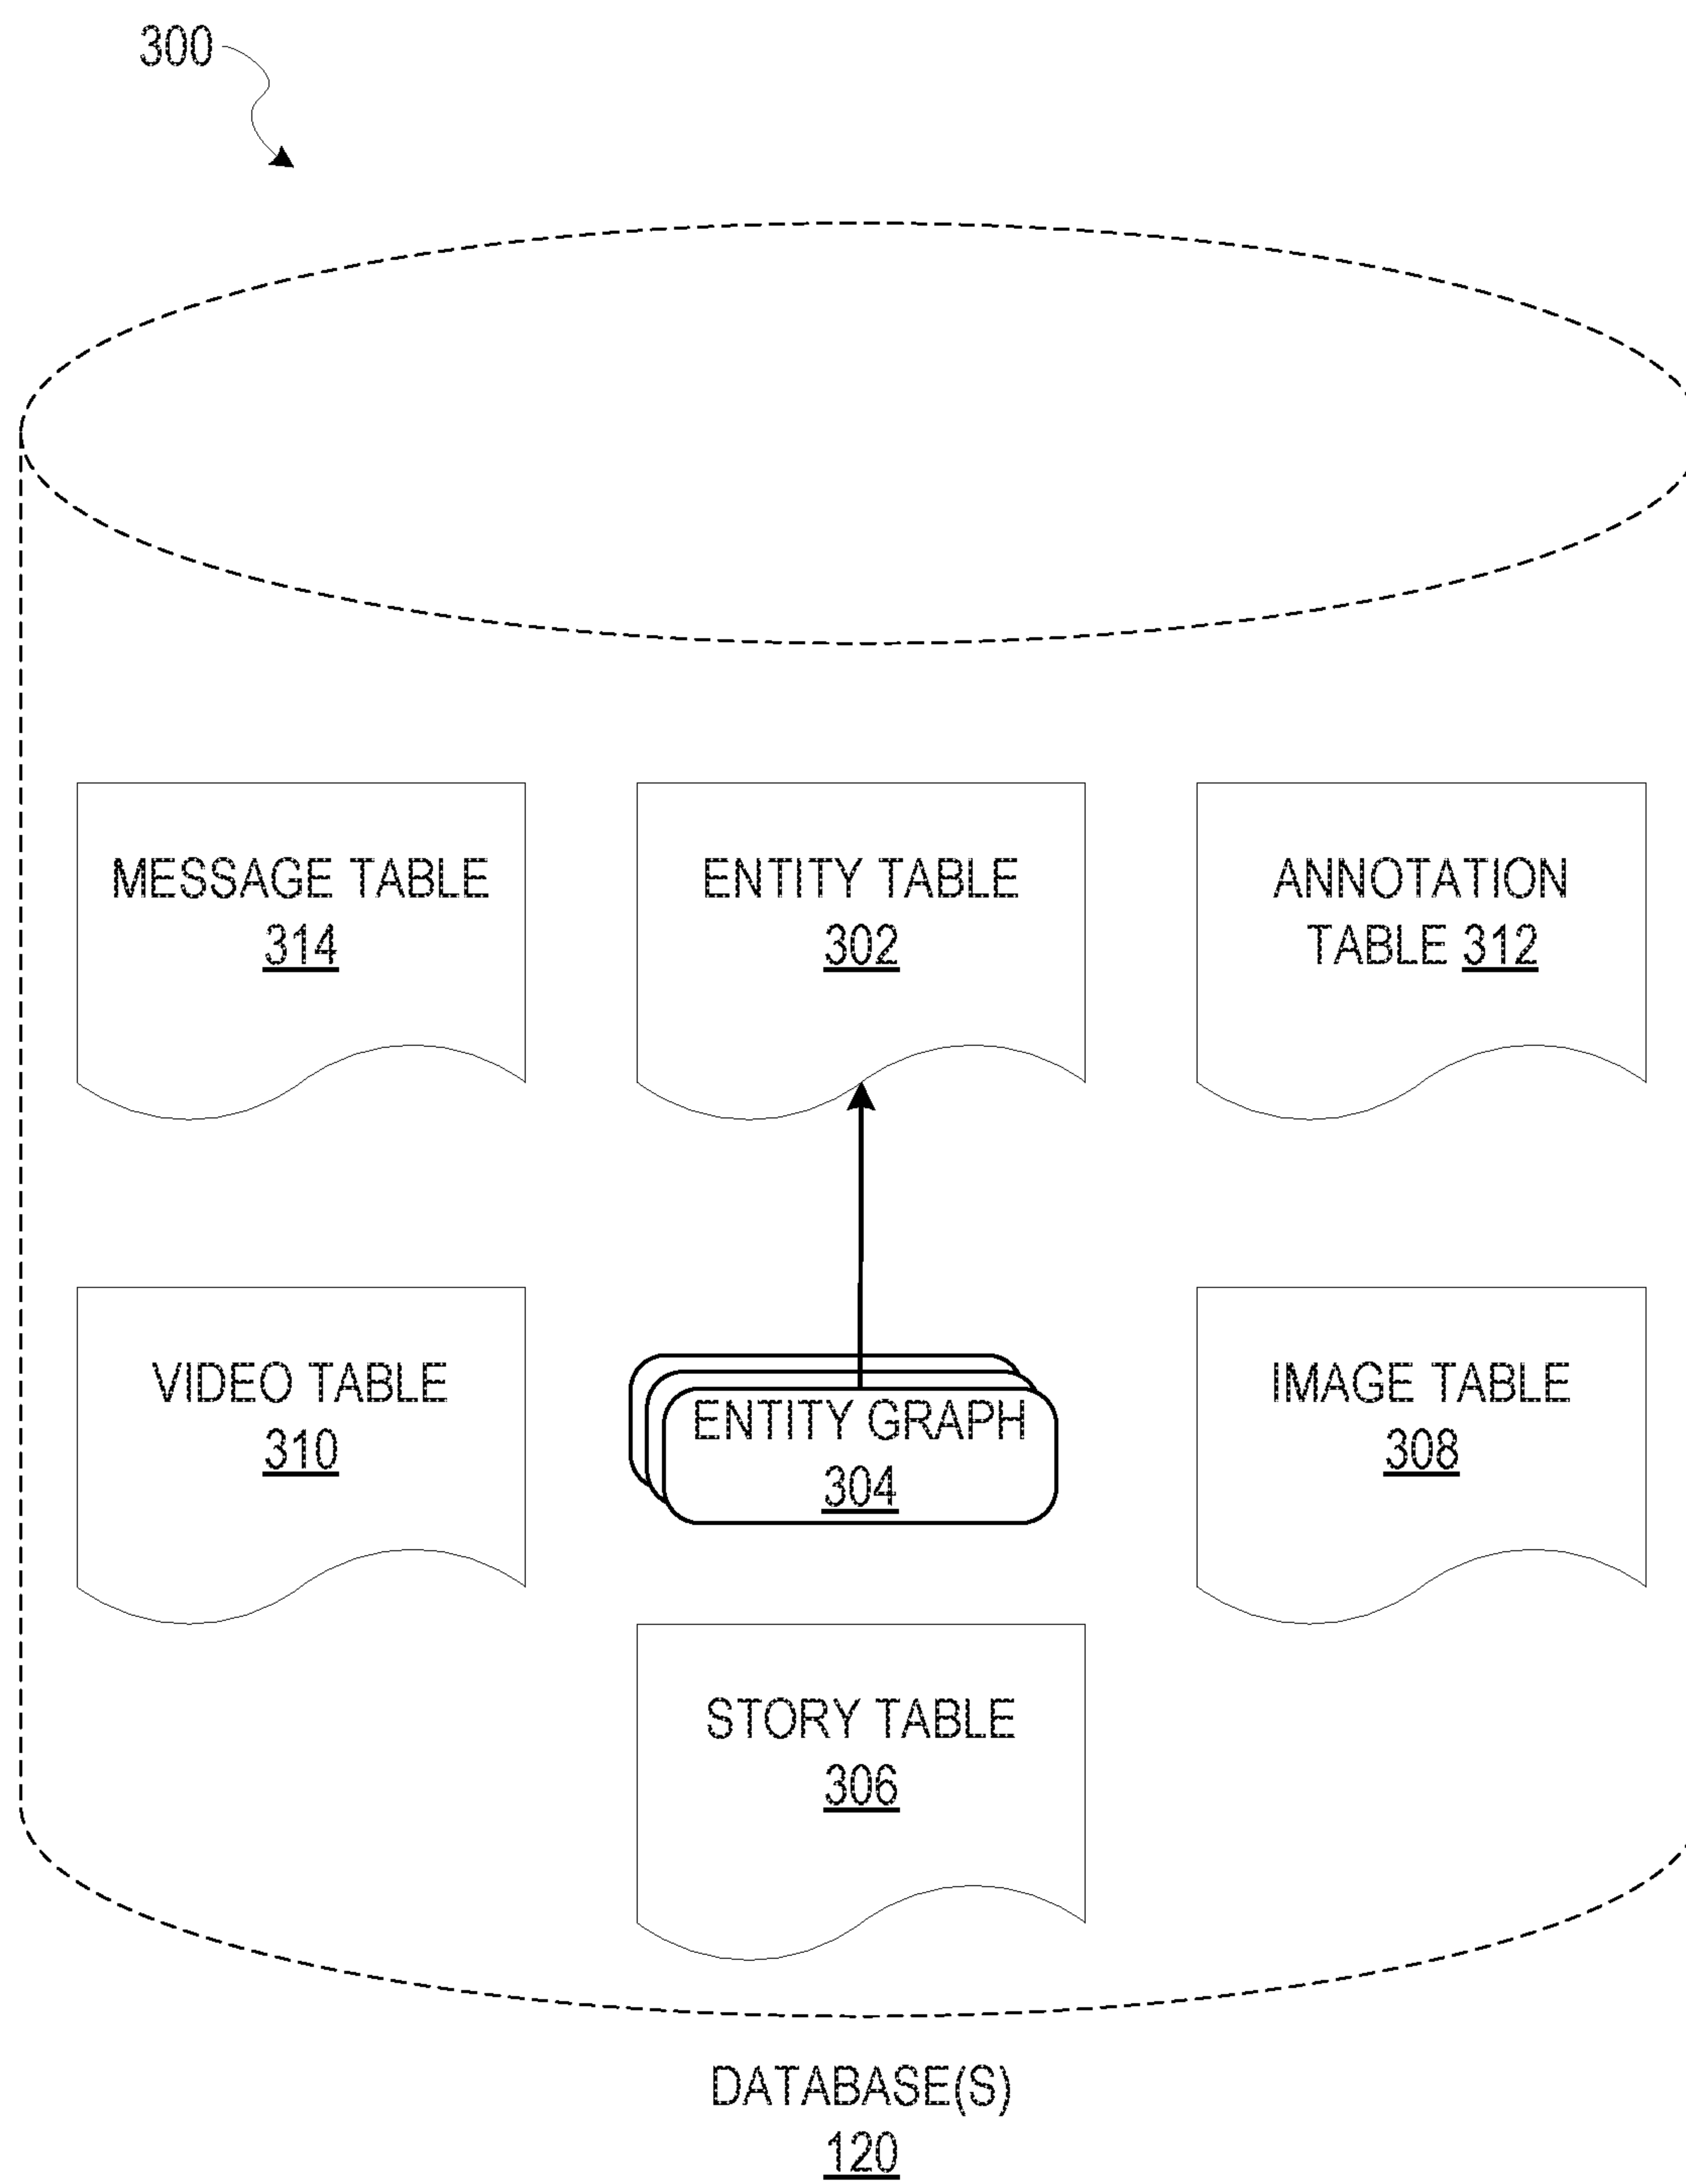 300
MESSAGE TABLE
314
ENTITY TABLE
302
ANNOTATION
TABLE 312
VIDEO TABLE
310
ENTITY GRAPH
304
IMAGE TABLE
308
STORY TABLE
306
DATABASE(S)
120